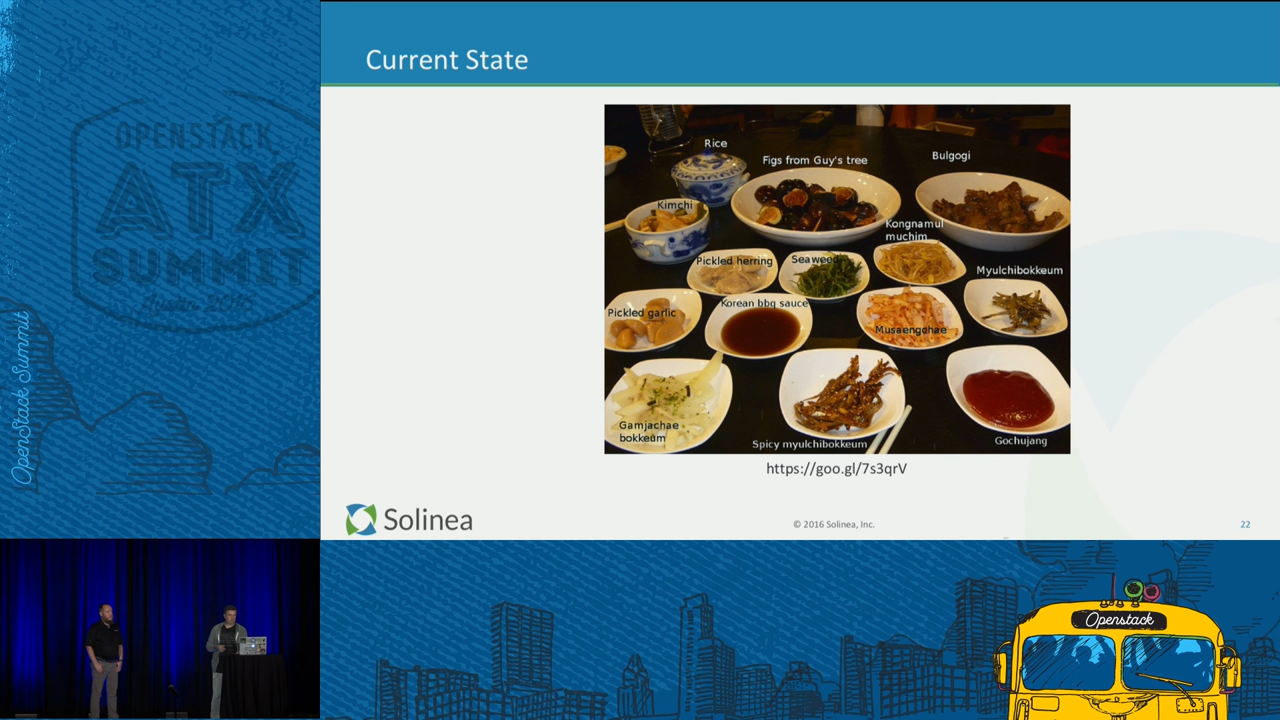 OPENSTACK
ATX
SUMMIT
OpenStack Summit
Current State
Rice
Figs from Guy's tree
Bulgogi
Kimchi
Kongnamul
muchim
Pickled herring
Seaweed
Myulchibokkeum
Pickled garlic
Korean bbq sauce
Musaengchae
Gamjachae
bokkeum
Spicy myulchibokkeum
Gochujang
https://goo.gl/7s3qrV
Solinea
© 2016 Solinea, Inc.
22
Openstack